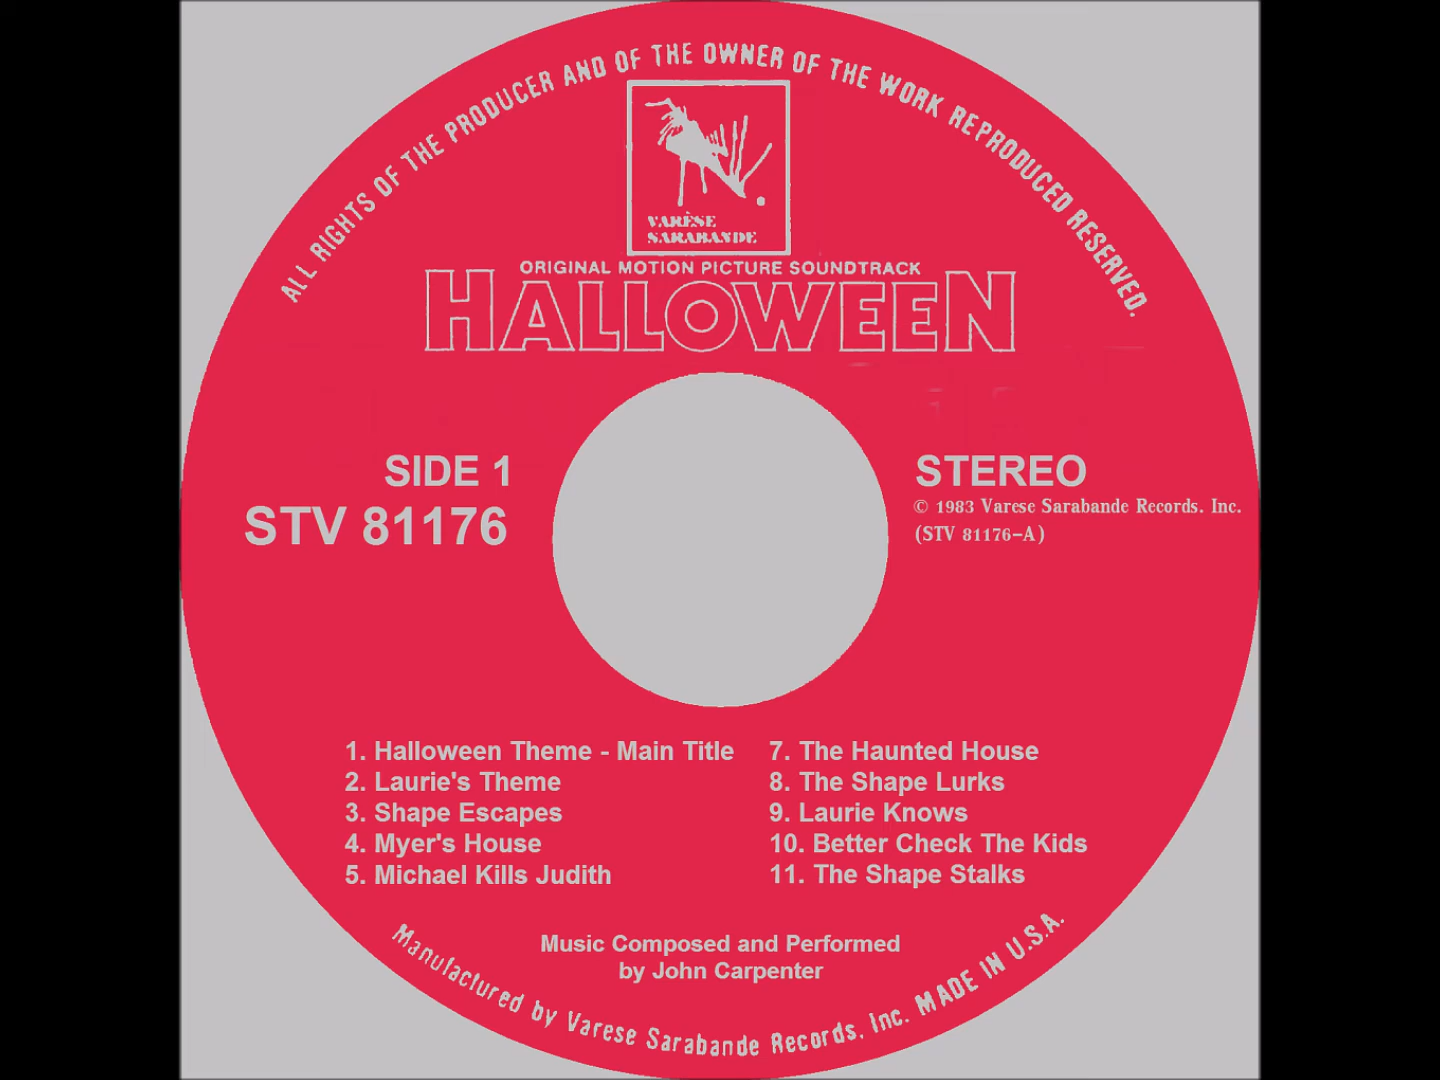 ALL RIGHTS OF THE PRODUCER AND OF THE OWNER OF THE WORK REPRODUCED RESERVED.
VARÈSE
SARABANDE
ORIGINAL MOTION PICTURE SOUNDTRACK
HALLOWEEN
SIDE 1
STV 81176
STEREO
© 1983 Varese Sarabande Records. Inc.
(STV 81176-A)
1. Halloween Theme - Main Title
2. Laurie's Theme
3. Shape Escapes
4. Myer's House
5. Michael Kills Judith
7. The Haunted House
8. The Shape Lurks
9. Laurie Knows
10. Better Check The Kids
11. The Shape Stalks
Music Composed and Performed
by John Carpenter
Manufactured by Varese Sarabande Records, Inc. MADE IN U.S.A.